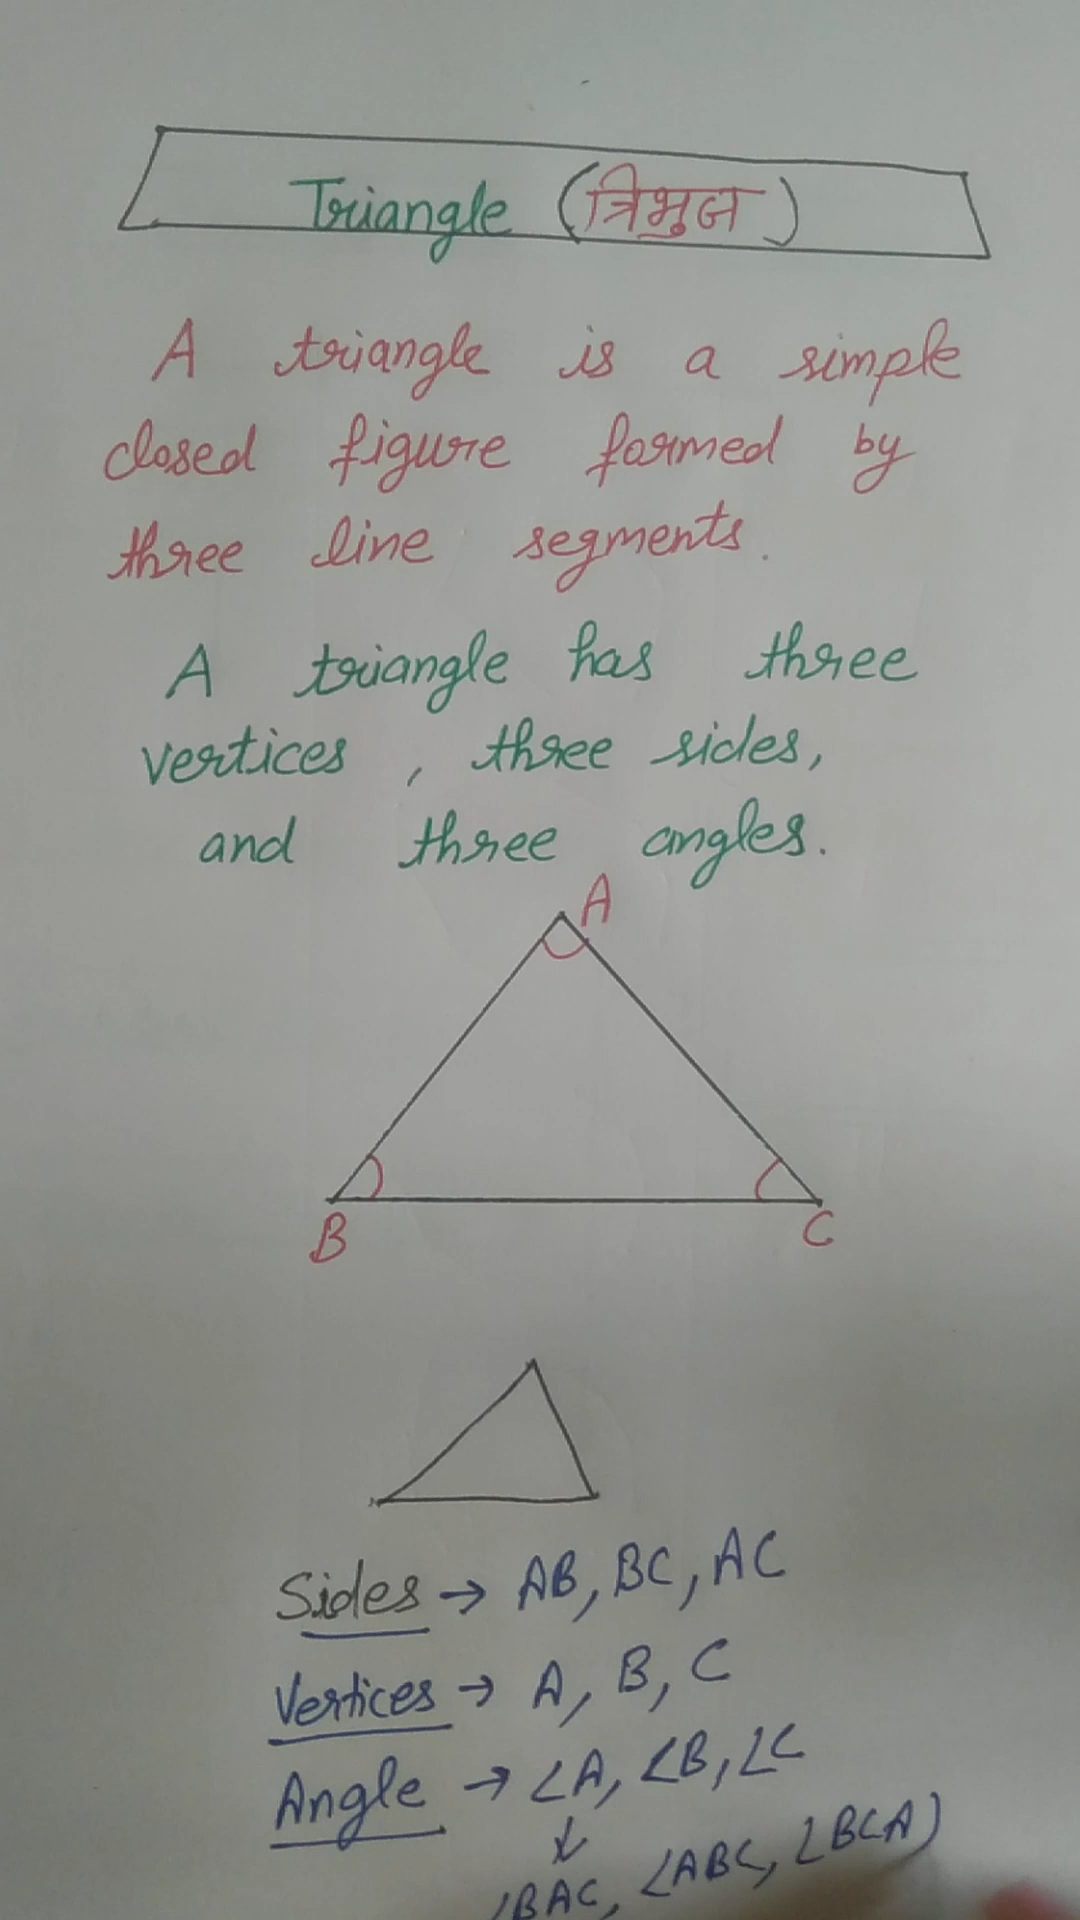 Triangle (त्रिभुज)
A triangle is a simple
closed figure formed by
three line segments.
A triangle has three
vertices, three sides,
and three angles.
A
B C
Sides → AB, BC, AC
Vertices → A, B, C
Angle → ∠A, ∠B, ∠C
↓
∠BAC, ∠ABC, ∠BCA)